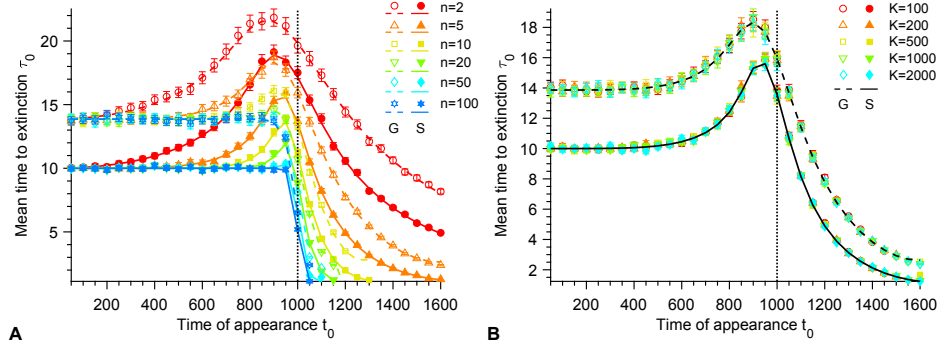 Mean time to extinction τ0
20
15
10
5
200 400 600 800 1000 1200 1400 1600
Time of appearance t0
n=2
n=5
n=10
n=20
n=50
n=100
G S
A
Mean time to extinction τ0
18
16
14
12
10
8
6
4
2
200 400 600 800 1000 1200 1400 1600
Time of appearance t0
K=100
K=200
K=500
K=1000
K=2000
G S
B